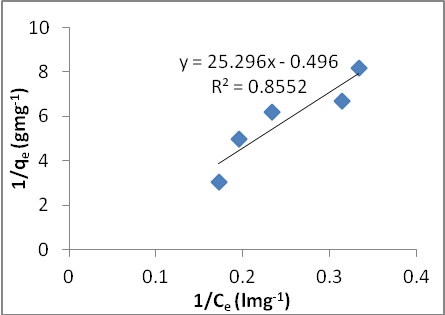 10
8
6
4
2
0
y = 25.296x - 0.496
R² = 0.8552
1/qₑ (gmg⁻¹)
0 0.1 0.2 0.3 0.4
1/Cₑ (lmg⁻¹)